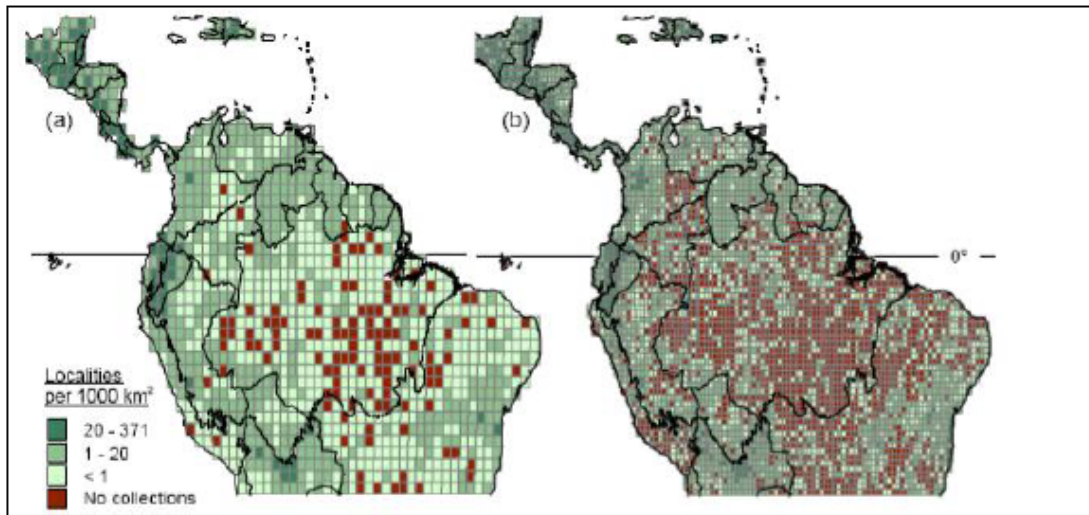 (a)
(b)
0°
Localities
per 1000 km²
20 - 371
1 - 20
< 1
No collections